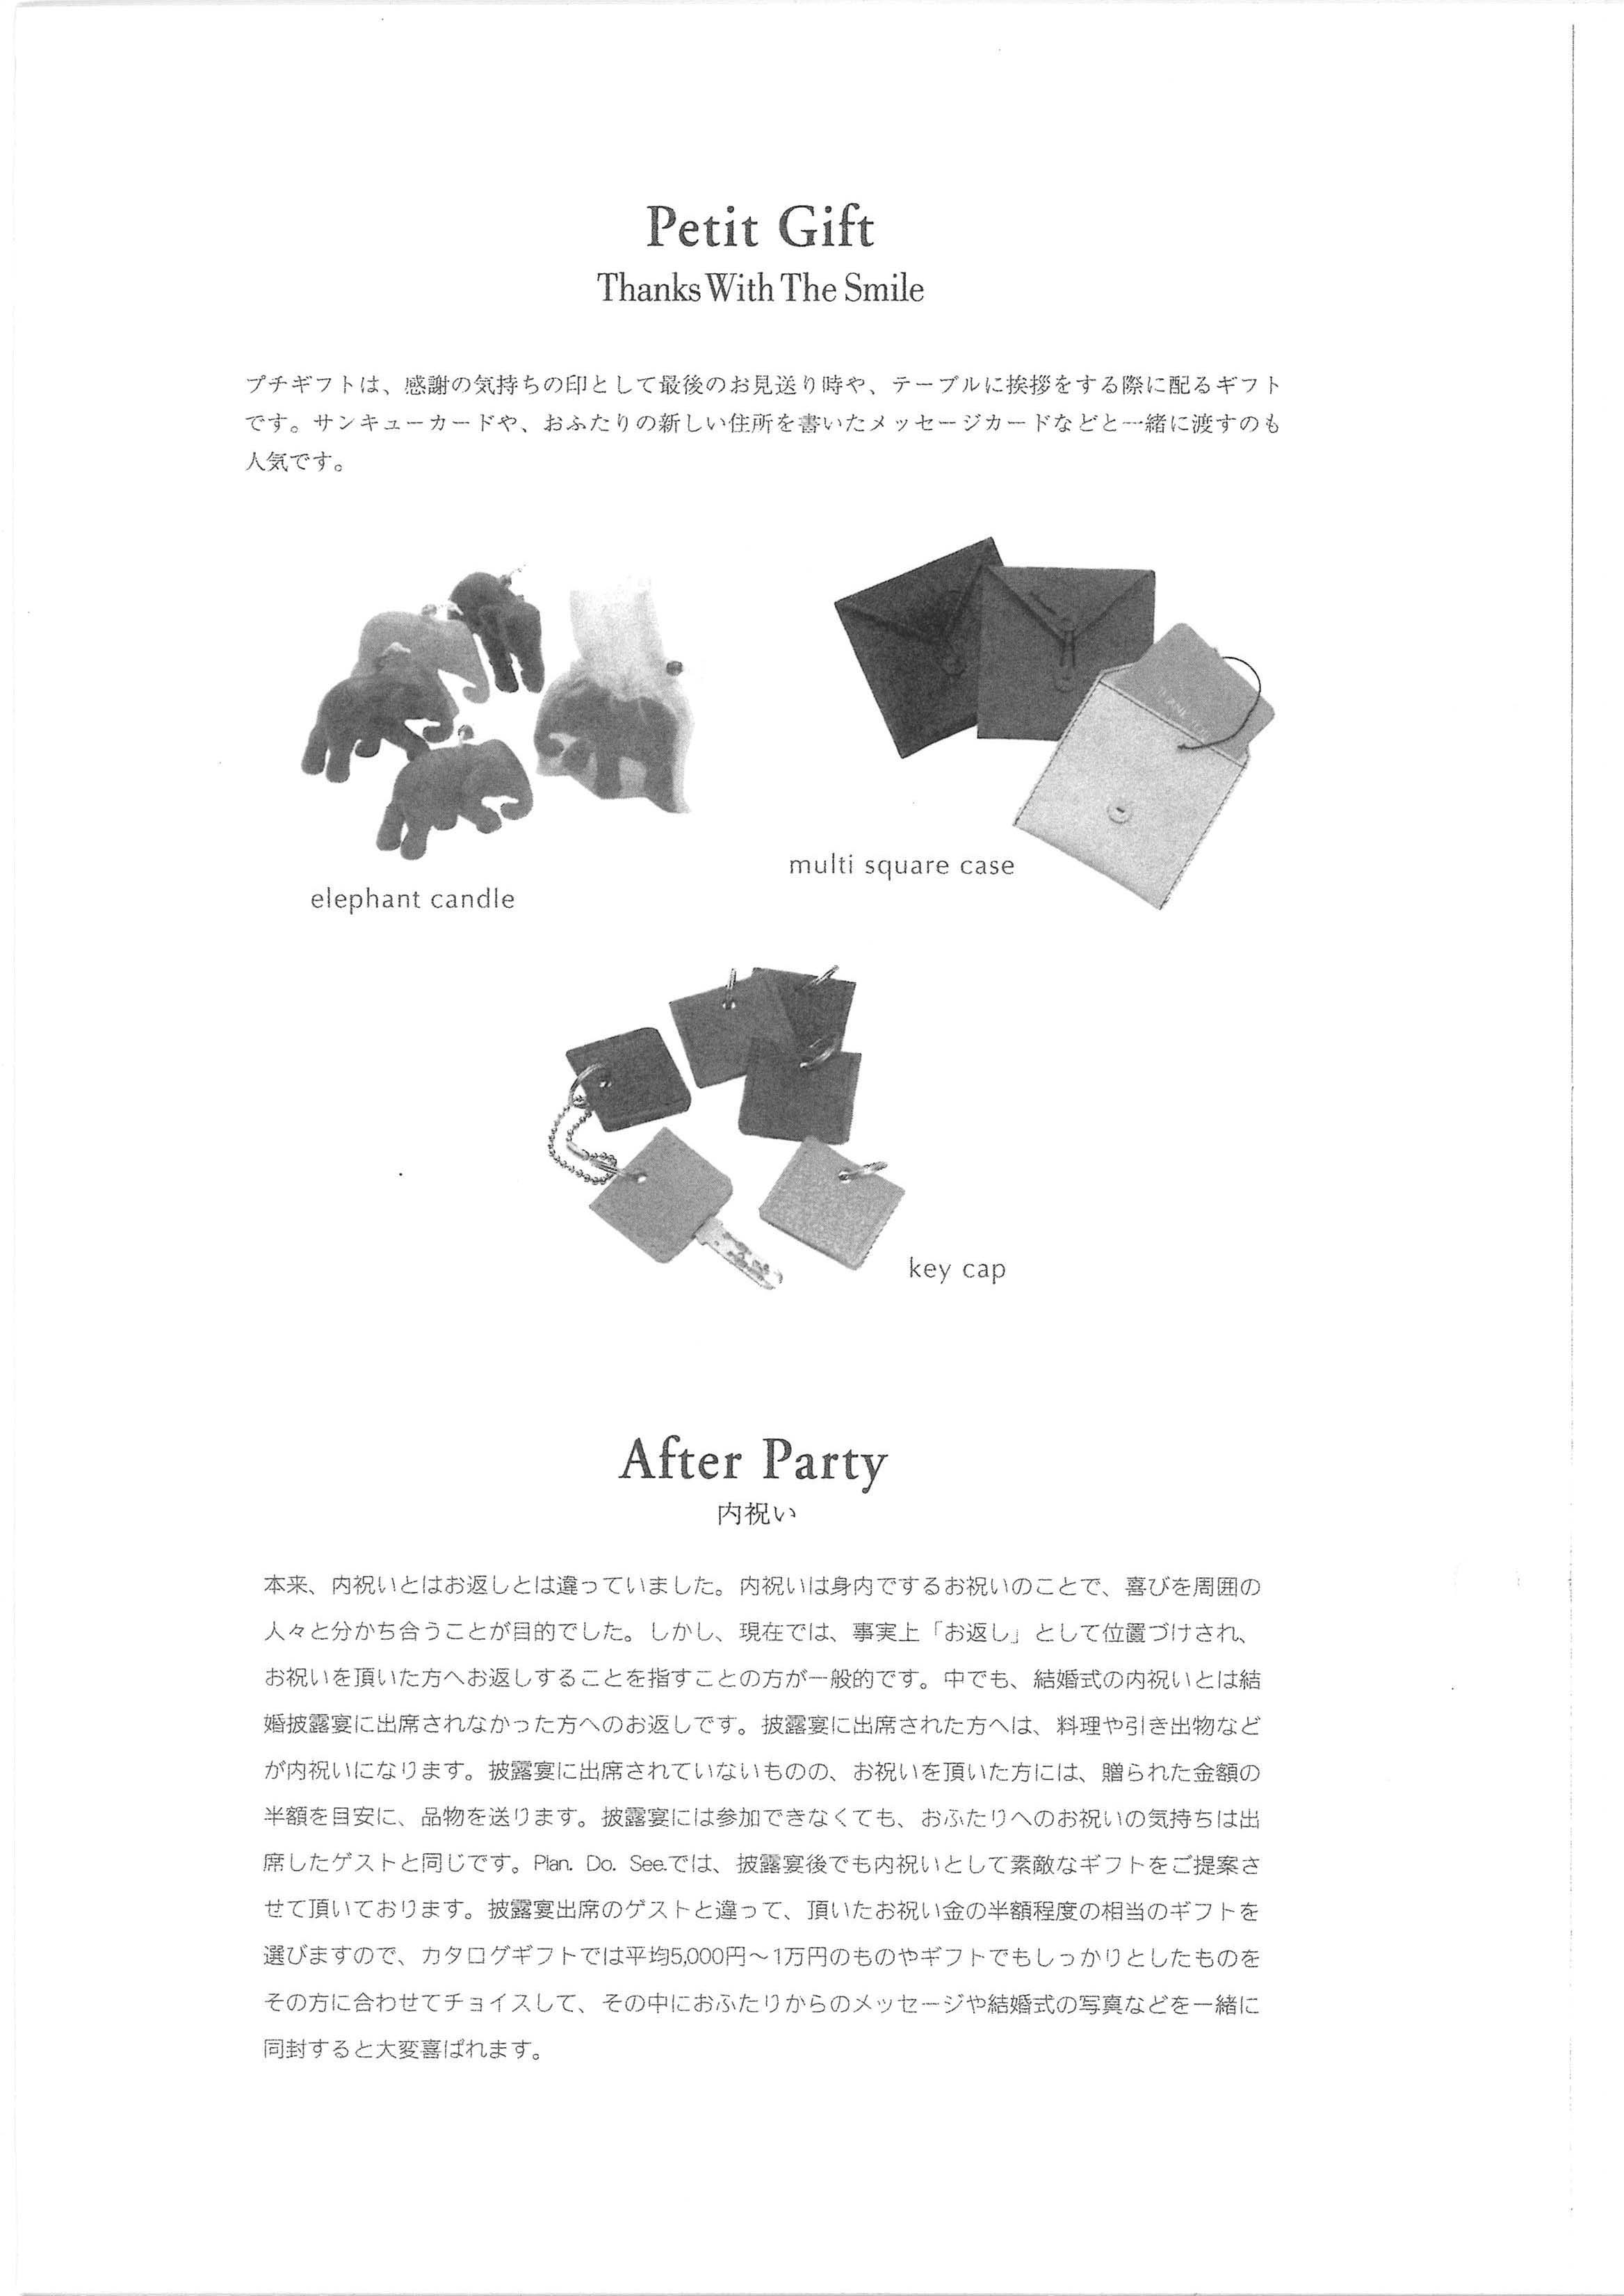 Petit Gift
Thanks With The Smile
プチギフトは、感謝の気持ちの印として最後のお見送り時や、テーブルに挨拶をする際に配るギフト
です。サンキューカードや、おふたりの新しい住所を書いたメッセージカードなどと一緒に渡すのも
人気です。
multi square case
elephant candle
key cap
After Party
内祝い
本来、内祝いとはお返しとは違っていました。内祝いは身内でするお祝いのことで、喜びを周囲の
人々と分かち合うことが目的でした。しかし、現在では、事実上「お返し」として位置づけされ、
お祝いを頂いた方へお返しすることを指すことの方が一般的です。中でも、結婚式の内祝いとは結
婚披露宴に出席されなかった方へのお返しです。披露宴に出席された方へは、料理や引き出物など
が内祝いになります。披露宴に出席されていないものの、お祝いを頂いた方には、贈られた金額の
半額を目安に、品物を送ります。披露宴には参加できなくても、おふたりへのお祝いの気持ちは出
席したゲストと同じです。Plan. Do. See.では、披露宴後でも内祝いとして素敵なギフトをご提案さ
せて頂いております。披露宴出席のゲストと違って、頂いたお祝い金の半額程度の相当のギフトを
選びますので、カタログギフトでは平均5,000円～1万円のものやギフトでもしっかりとしたものを
その方に合わせてチョイスして、その中におふたりからのメッセージや結婚式の写真などを一緒に
同封すると大変喜ばれます。